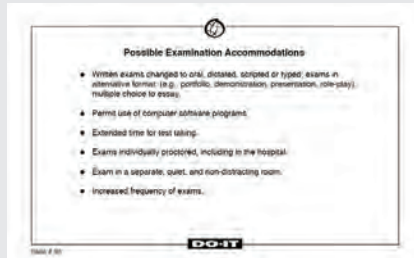 Possible Examination Accommodations
Written exams changed to oral, dictated, scripted or typed; exams in
alternative format (e.g., portfolio, demonstration, presentation, role-play),
multiple choice to essay.
Permit use of computer software programs.
Extended time for test taking.
Exams individually proctored, including in the hospital.
Exam in a separate, quiet, and non-distracting room.
Increased frequency of exams.
DO-IT